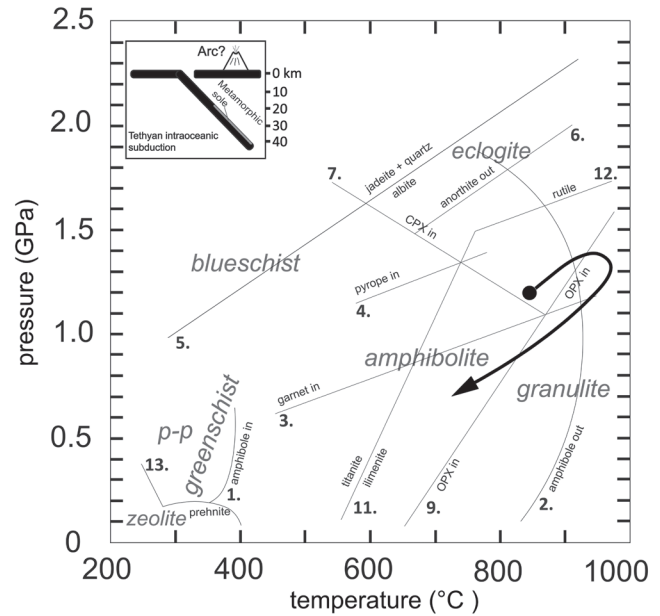 2.5
2.0
1.5
1.0
0.5
0
pressure (GPa)
200
400
600
800
1000
temperature (°C)
Arc?
0 km
10
20
30
40
Metamorphic
sole
Tethyan intraoceanic
subduction
eclogite
6.
12.
7.
jadeite + quartz
albite
anorthite out
rutile
CPX in
blueschist
pyrope in
4.
OPX in
5.
amphibolite
granulite
garnet in
3.
p-p
greenschist
13.
1.
amphibole in
zeolite
prehnite
titanite
ilimenite
11.
OPX in
9.
amphibole out
2.